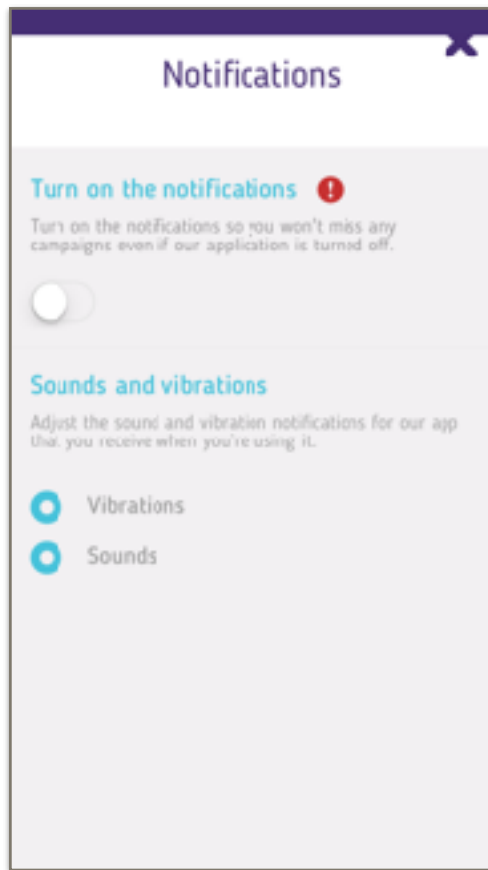 Notifications
Turn on the notifications
Turn on the notifications so you won't miss any
campaigns even if our application is turned off.
Sounds and vibrations
Adjust the sound and vibration notifications for our app
that you receive when you're using it.
Vibrations
Sounds